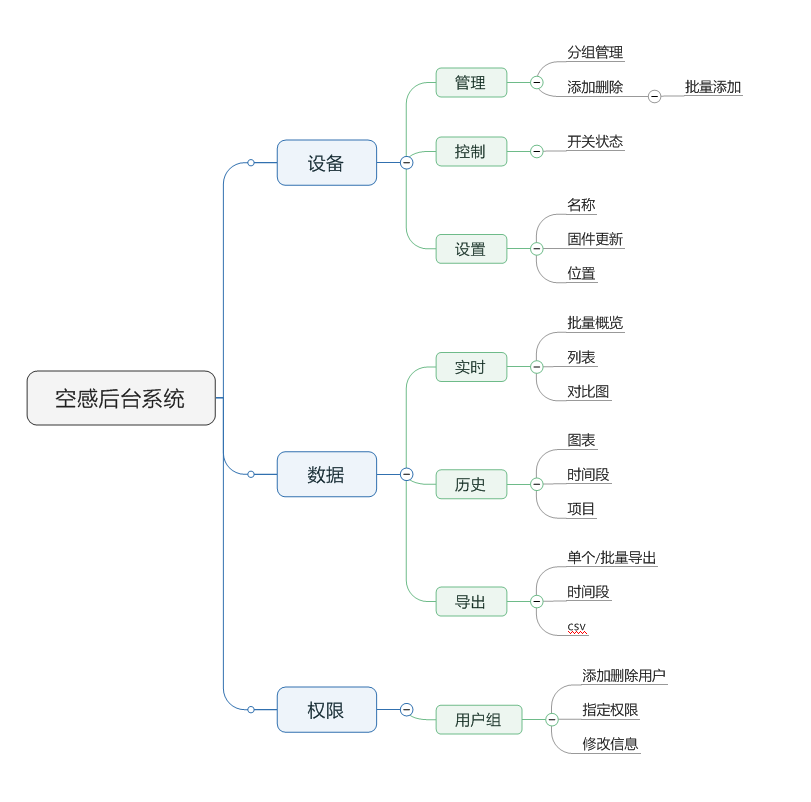 空感后台系统
设备
管理
分组管理
添加删除
批量添加
控制
开关状态
设置
名称
固件更新
位置
数据
实时
批量概览
列表
对比图
历史
图表
时间段
项目
导出
单个/批量导出
时间段
csv
权限
用户组
添加删除用户
指定权限
修改信息